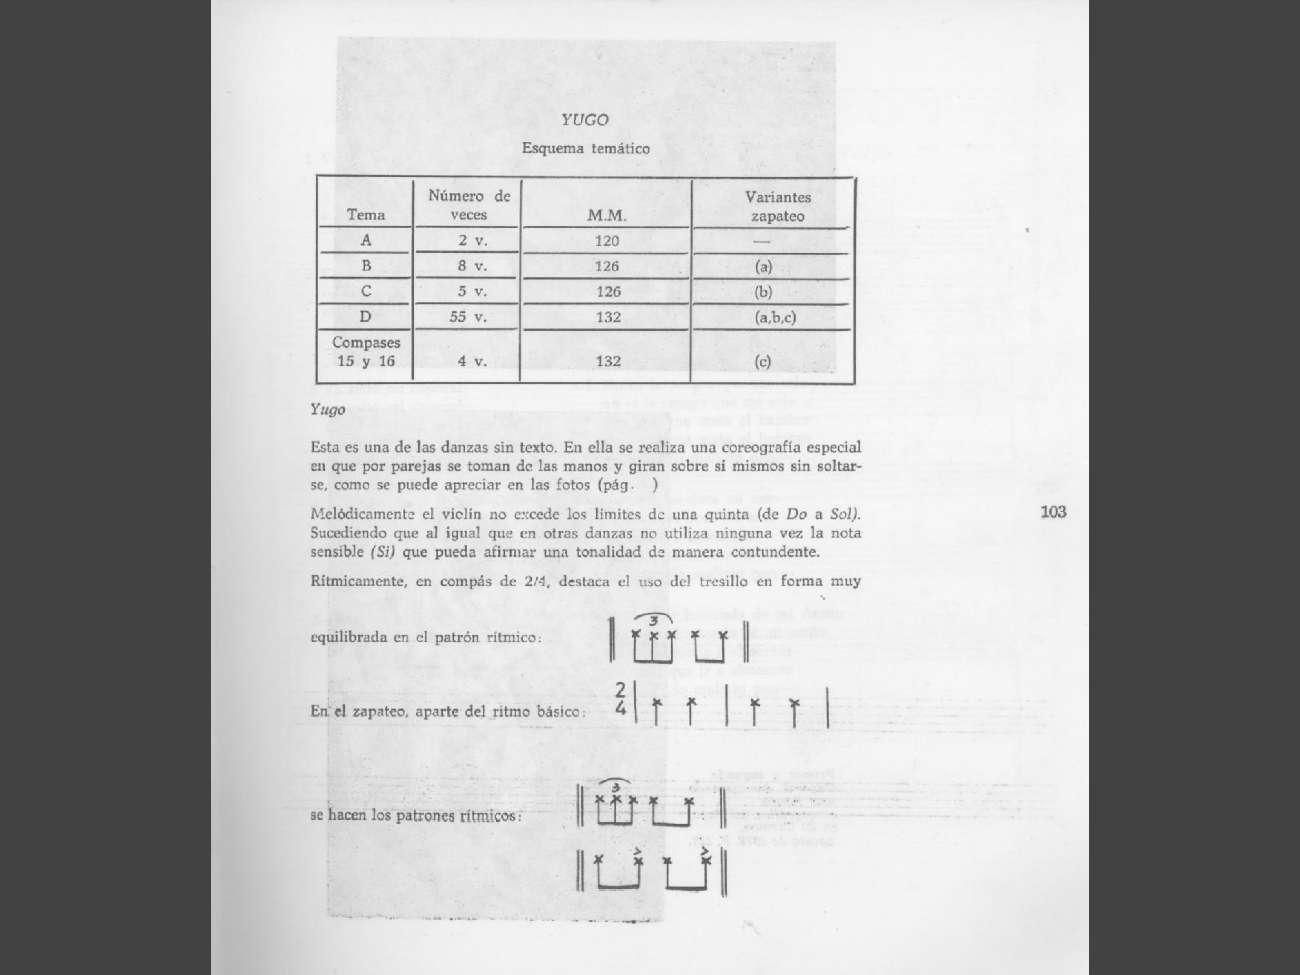 YUGO
Esquema temático
Tema
Número de veces
M.M.
Variantes zapateo
A 2 v. 120 —
B 8 v. 126 (a)
C 5 v. 126 (b)
D 55 v. 132 (a,b,c)
Compases
15 y 16 4 v. 132 (c)
Yugo
Esta es una de las danzas sin texto. En ella se realiza una coreografía especial
en que por parejas se toman de las manos y giran sobre sí mismos sin soltar-
se, como se puede apreciar en las fotos (pág. )
Melódicamente el violín no excede los límites de una quinta (de Do a Sol).
Sucediendo que al igual que en otras danzas no utiliza ninguna vez la nota
sensible (Si) que pueda afirmar una tonalidad de manera contundente.
103
Rítmicamente, en compás de 2/4, destaca el uso del tresillo en forma muy
equilibrada en el patrón rítmico:
3
En el zapateo, aparte del ritmo básico:
2
4
se hacen los patrones rítmicos:
3